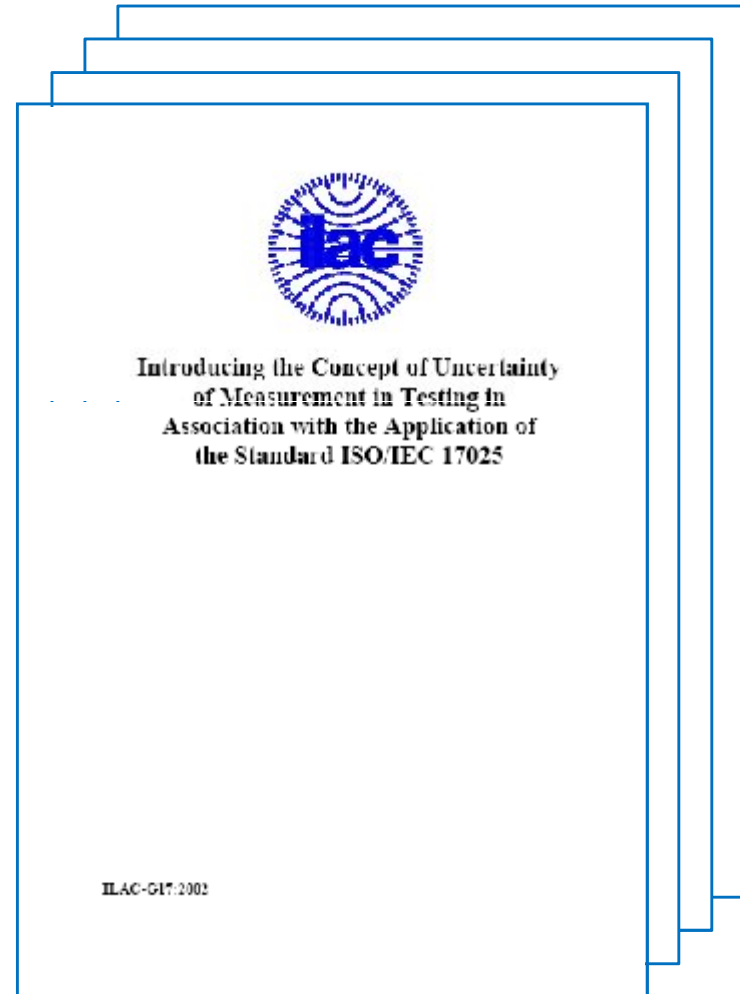 ilac
Introducing the Concept of Uncertainty
of Measurement in Testing in
Association with the Application of
the Standard ISO/IEC 17025
ILAC-G17:2002